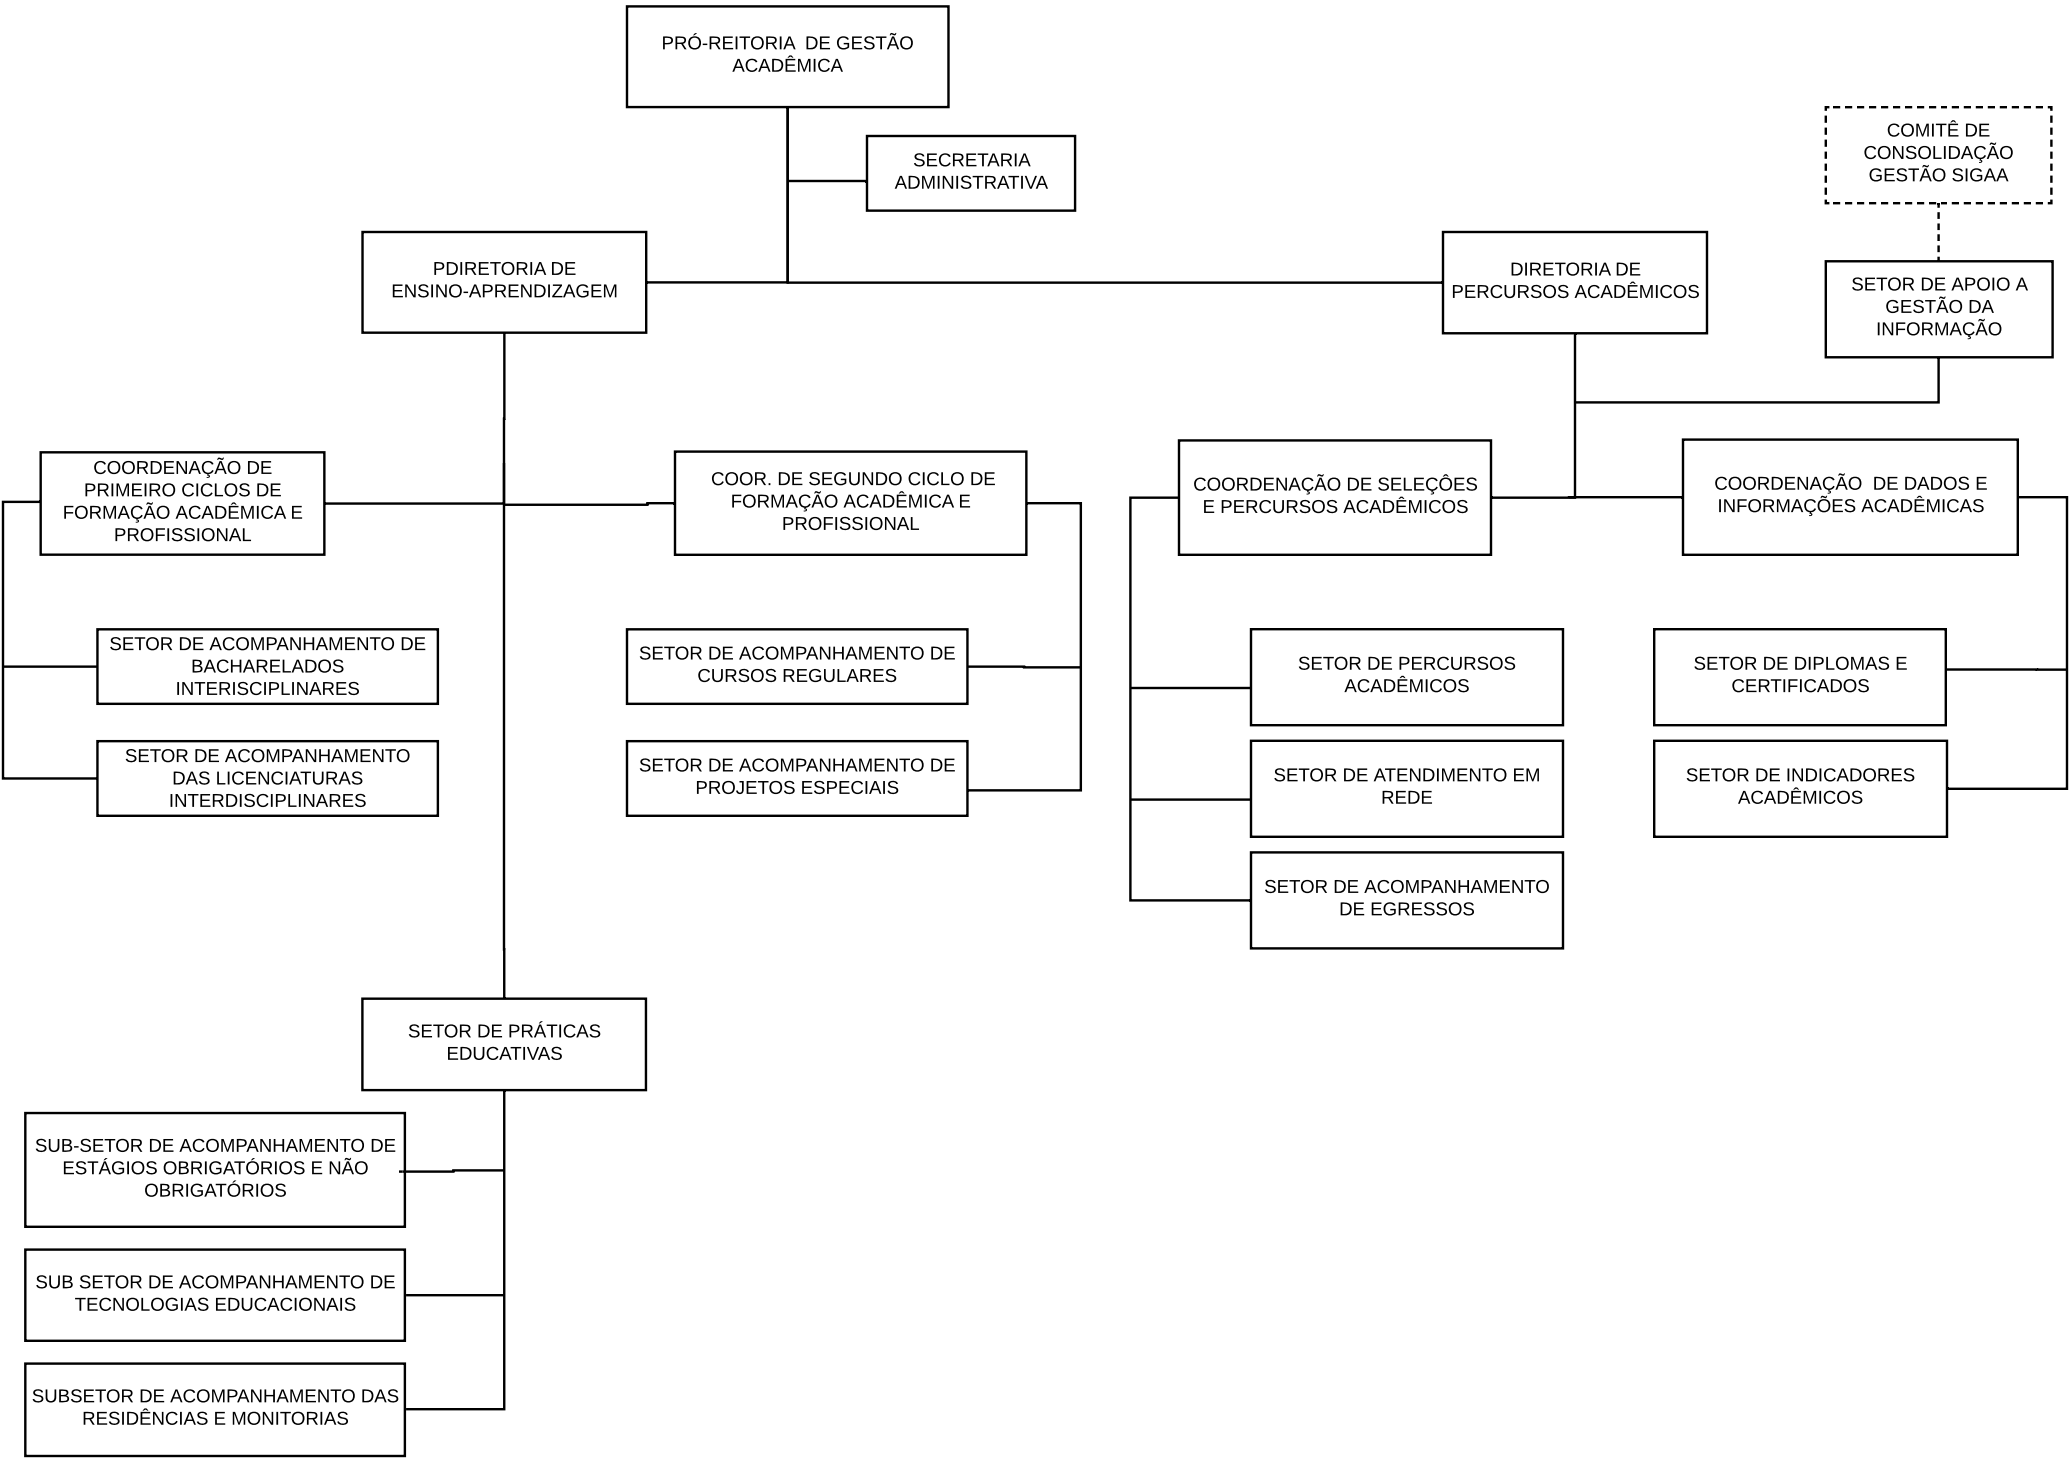 PRÓ-REITORIA DE GESTÃO
ACADÊMICA
SECRETARIA
ADMINISTRATIVA
COMITÊ DE
CONSOLIDAÇÃO
GESTÃO SIGAA
PDIRETORIA DE
ENSINO-APRENDIZAGEM
DIRETORIA DE
PERCURSOS ACADÊMICOS
SETOR DE APOIO A
GESTÃO DA
INFORMAÇÃO
COORDENAÇÃO DE
PRIMEIRO CICLOS DE
FORMAÇÃO ACADÊMICA E
PROFISSIONAL
COOR. DE SEGUNDO CICLO DE
FORMAÇÃO ACADÊMICA E
PROFISSIONAL
COORDENAÇÃO DE SELEÇÔES
E PERCURSOS ACADÊMICOS
COORDENAÇÃO DE DADOS E
INFORMAÇÕES ACADÊMICAS
SETOR DE ACOMPANHAMENTO DE
BACHARELADOS
INTERISCIPLINARES
SETOR DE ACOMPANHAMENTO DE
CURSOS REGULARES
SETOR DE PERCURSOS
ACADÊMICOS
SETOR DE DIPLOMAS E
CERTIFICADOS
SETOR DE ACOMPANHAMENTO
DAS LICENCIATURAS
INTERDISCIPLINARES
SETOR DE ACOMPANHAMENTO DE
PROJETOS ESPECIAIS
SETOR DE ATENDIMENTO EM
REDE
SETOR DE INDICADORES
ACADÊMICOS
SETOR DE ACOMPANHAMENTO
DE EGRESSOS
SETOR DE PRÁTICAS
EDUCATIVAS
SUB-SETOR DE ACOMPANHAMENTO DE
ESTÁGIOS OBRIGATÓRIOS E NÃO
OBRIGATÓRIOS
SUB SETOR DE ACOMPANHAMENTO DE
TECNOLOGIAS EDUCACIONAIS
SUBSETOR DE ACOMPANHAMENTO DAS
RESIDÊNCIAS E MONITORIAS